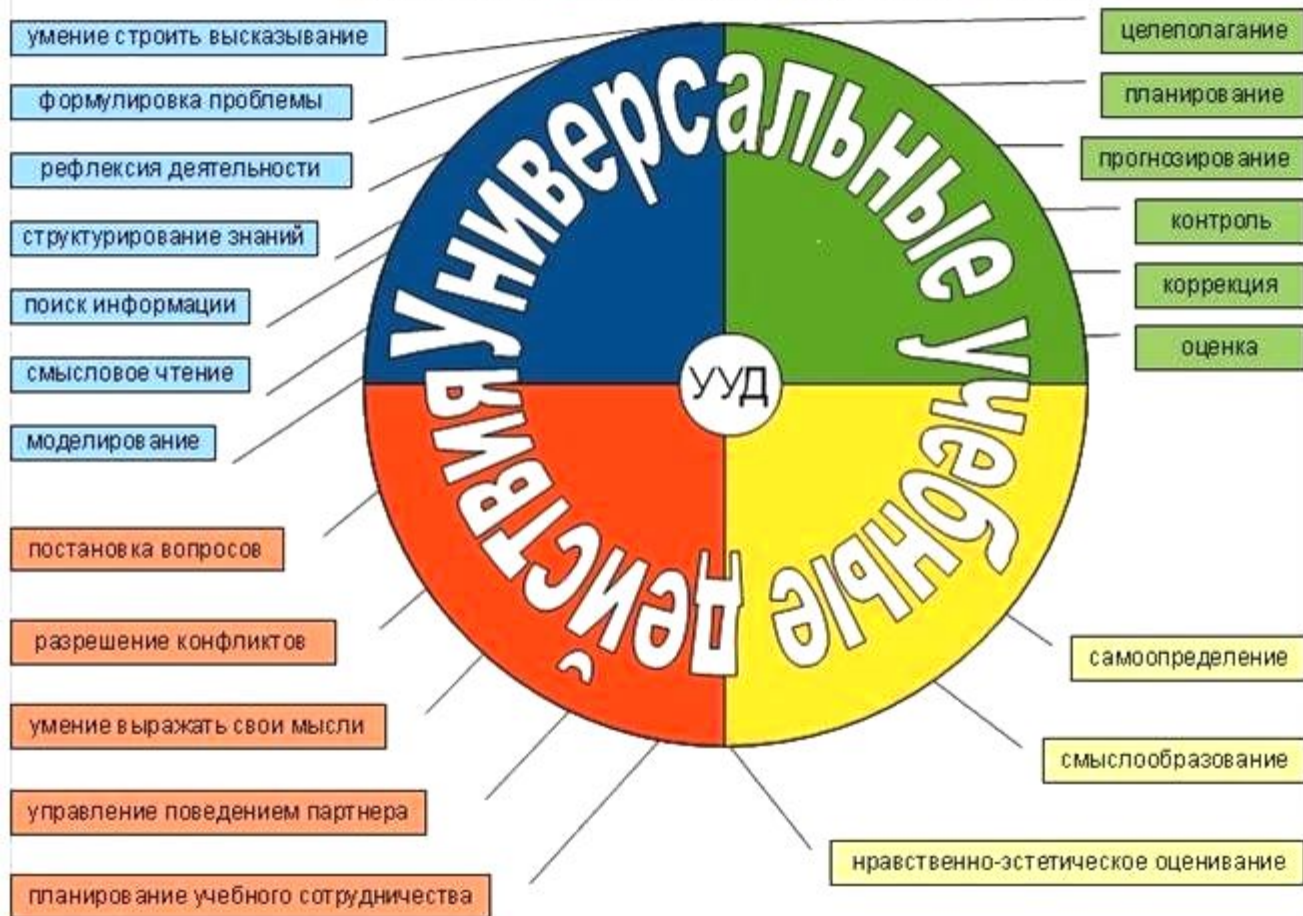 Универсальные учебные действия
УУД
умение строить высказывание
формулировка проблемы
рефлексия деятельности
структурирование знаний
поиск информации
смысловое чтение
моделирование
постановка вопросов
разрешение конфликтов
умение выражать свои мысли
управление поведением партнера
планирование учебного сотрудничества
целеполагание
планирование
прогнозирование
контроль
коррекция
оценка
самоопределение
смыслообразование
нравственно-эстетическое оценивание